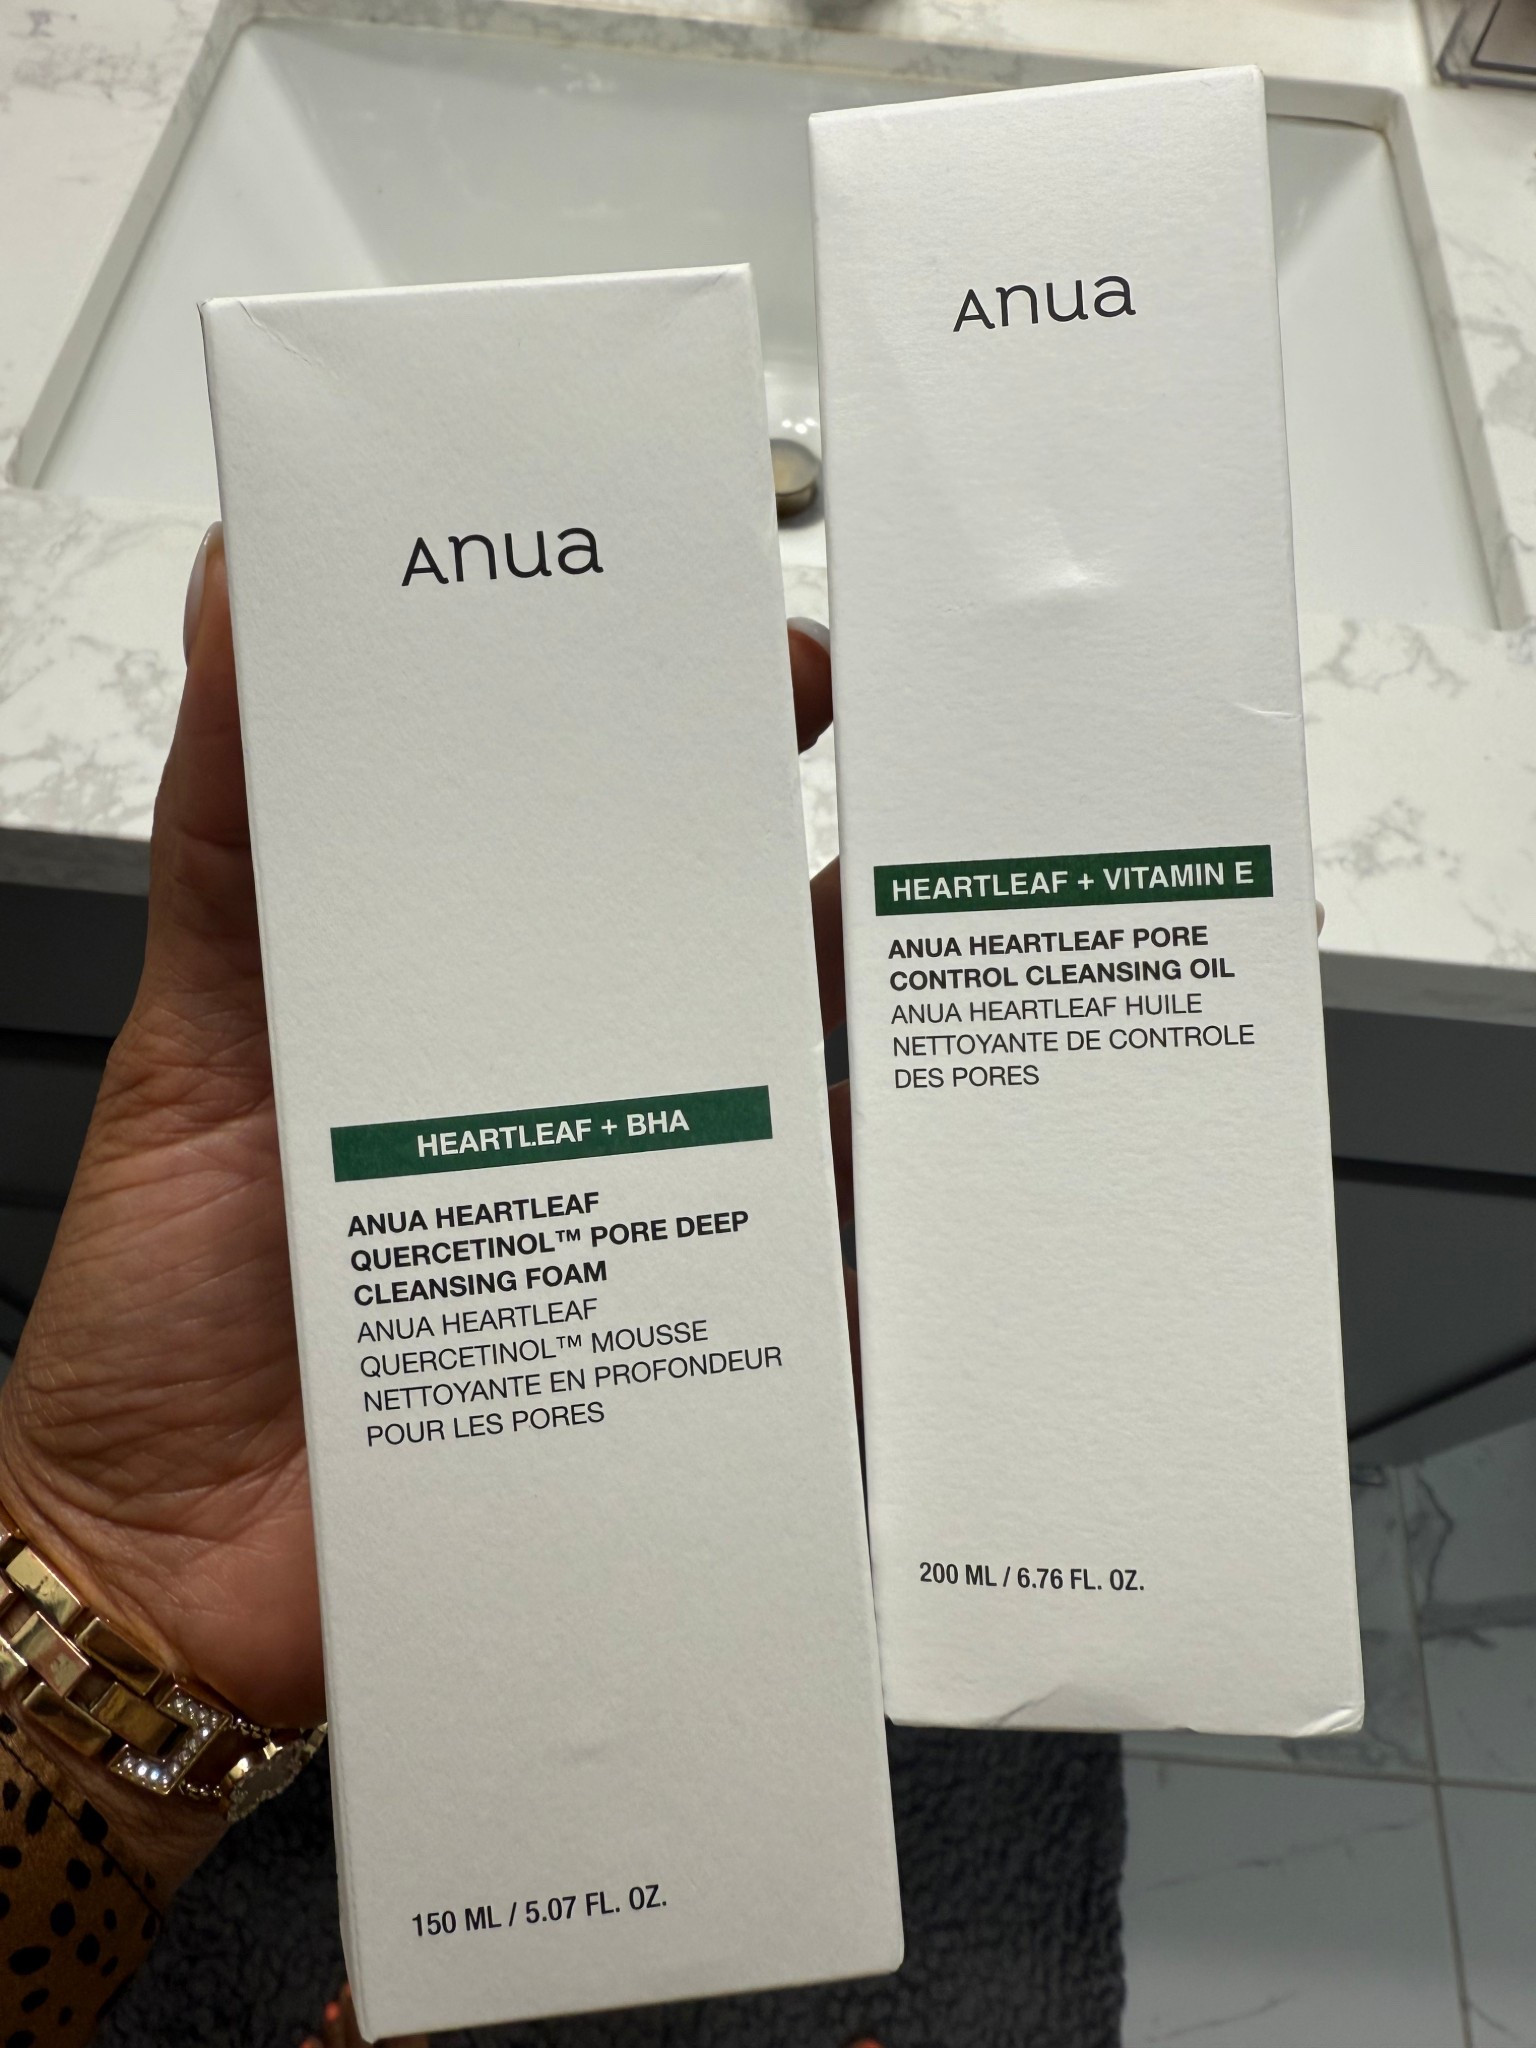 Anua
HEARTLEAF + BHA
ANUA HEARTLEAF
QUERCETINOL™ PORE DEEP
CLEANSING FOAM
ANUA HEARTLEAF
QUERCETINOL™ MOUSSE
NETTOYANTE EN PROFONDEUR
POUR LES PORES
150 ML / 5.07 FL. OZ.
Anua
HEARTLEAF + VITAMIN E
ANUA HEARTLEAF PORE
CONTROL CLEANSING OIL
ANUA HEARTLEAF HUILE
NETTOYANTE DE CONTROLE
DES PORES
200 ML / 6.76 FL. OZ.